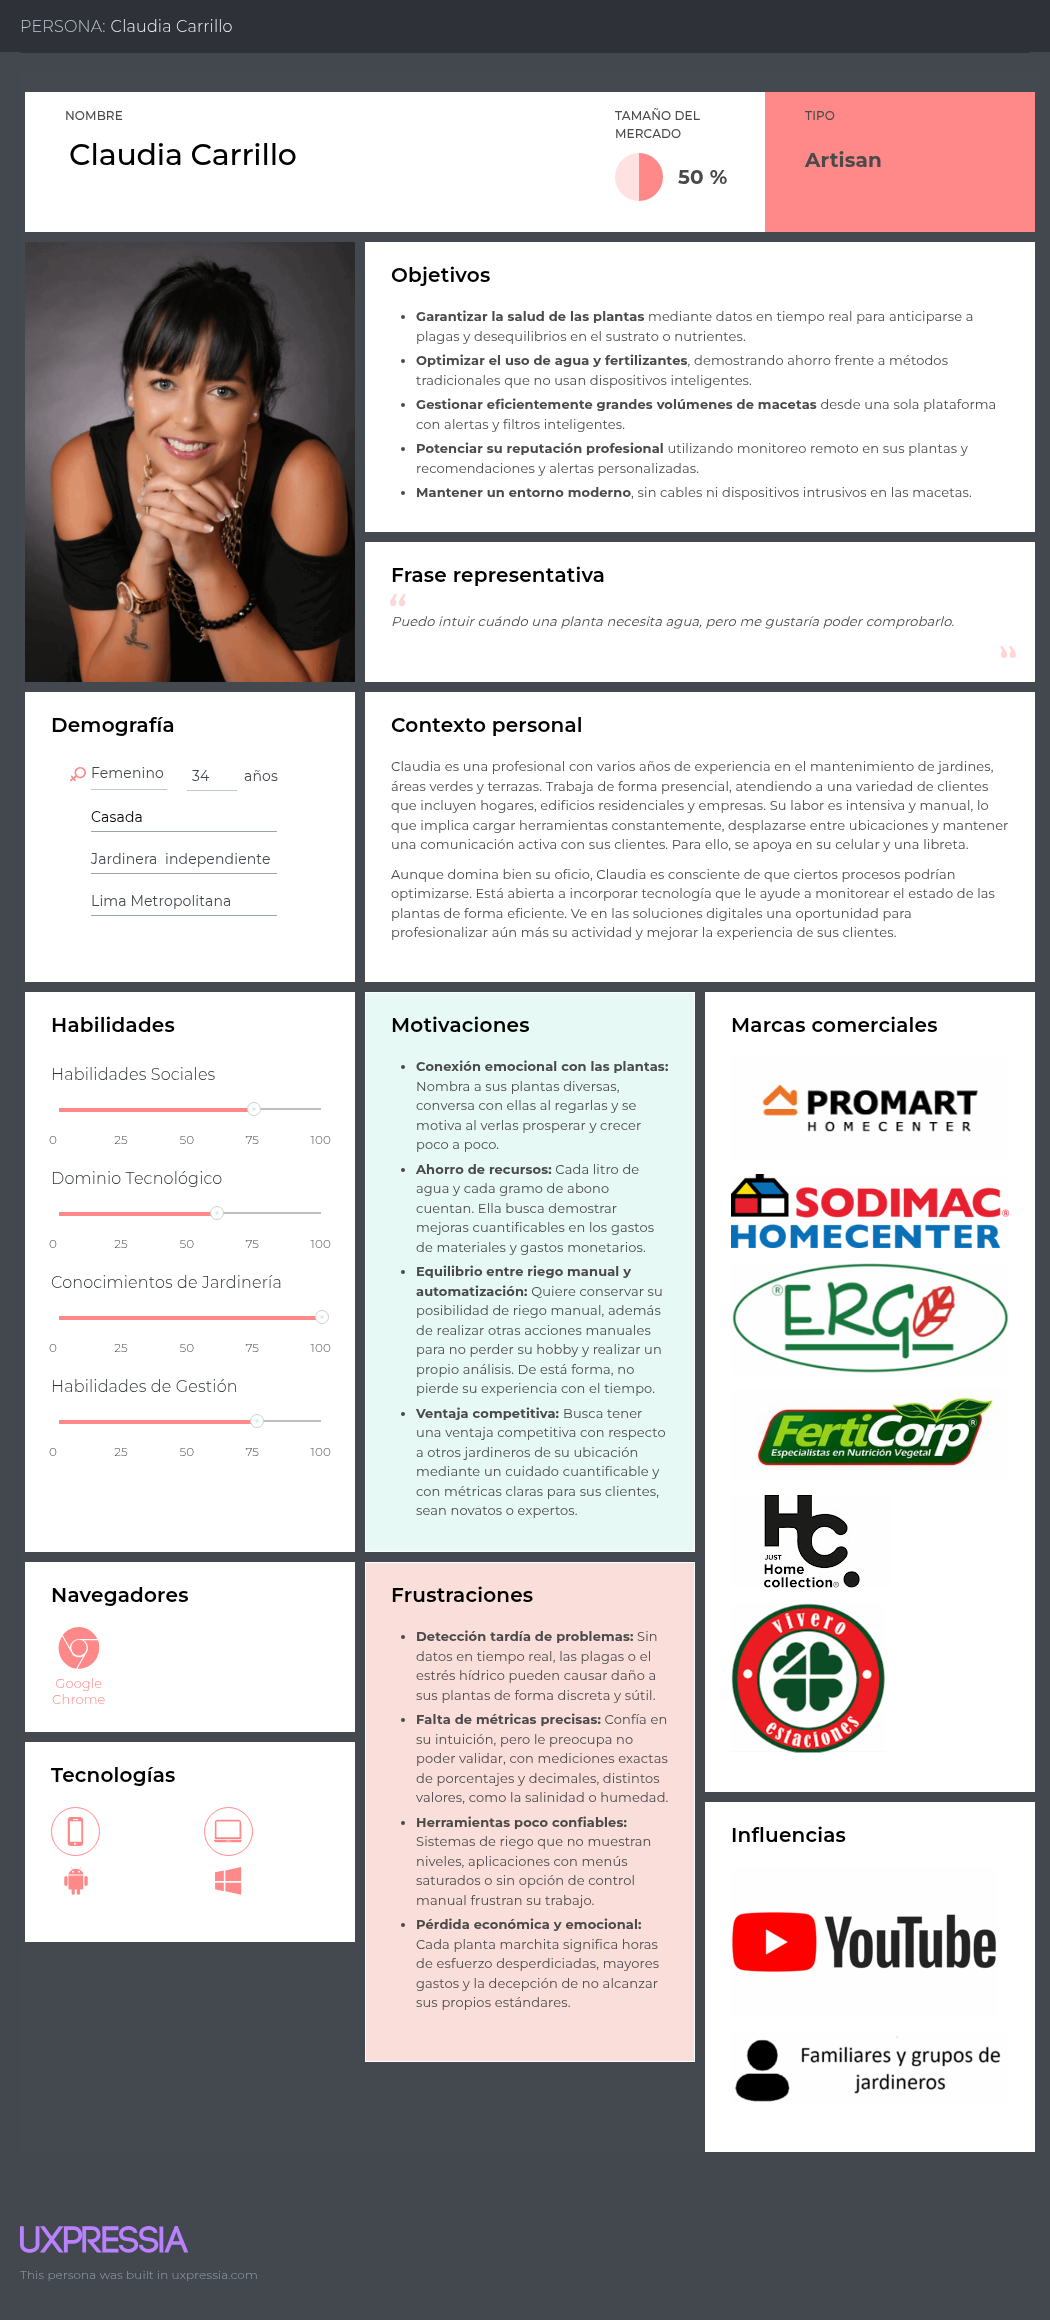 PERSONA: Claudia Carrillo
NOMBRE
Claudia Carrillo
TAMAÑO DEL
MERCADO
50 %
TIPO
Artisan
Objetivos
• Garantizar la salud de las plantas mediante datos en tiempo real para anticiparse a
plagas y desequilibrios en el sustrato o nutrientes.
• Optimizar el uso de agua y fertilizantes, demostrando ahorro frente a métodos
tradicionales que no usan dispositivos inteligentes.
• Gestionar eficientemente grandes volúmenes de macetas desde una sola plataforma
con alertas y filtros inteligentes.
• Potenciar su reputación profesional utilizando monitoreo remoto en sus plantas y
recomendaciones y alertas personalizadas.
• Mantener un entorno moderno, sin cables ni dispositivos intrusivos en las macetas.
Frase representativa
“
Puedo intuir cuándo una planta necesita agua, pero me gustaría poder comprobarlo.
”
Demografía
Femenino 34 años
Casada
Jardinera independiente
Lima Metropolitana
Contexto personal
Claudia es una profesional con varios años de experiencia en el mantenimiento de jardines,
áreas verdes y terrazas. Trabaja de forma presencial, atendiendo a una variedad de clientes
que incluyen hogares, edificios residenciales y empresas. Su labor es intensiva y manual, lo
que implica cargar herramientas constantemente, desplazarse entre ubicaciones y mantener
una comunicación activa con sus clientes. Para ello, se apoya en su celular y una libreta.
Aunque domina bien su oficio, Claudia es consciente de que ciertos procesos podrían
optimizarse. Está abierta a incorporar tecnología que le ayude a monitorear el estado de las
plantas de forma eficiente. Ve en las soluciones digitales una oportunidad para
profesionalizar aún más su actividad y mejorar la experiencia de sus clientes.
Habilidades
Habilidades Sociales
0 25 50 75 100
Dominio Tecnológico
0 25 50 75 100
Conocimientos de Jardinería
0 25 50 75 100
Habilidades de Gestión
0 25 50 75 100
Motivaciones
• Conexión emocional con las plantas:
Nombra a sus plantas diversas,
conversa con ellas al regarlas y se
motiva al verlas prosperar y crecer
poco a poco.
• Ahorro de recursos: Cada litro de
agua y cada gramo de abono
cuentan. Ella busca demostrar
mejoras cuantificables en los gastos
de materiales y gastos monetarios.
• Equilibrio entre riego manual y
automatización: Quiere conservar su
posibilidad de riego manual, además
de realizar otras acciones manuales
para no perder su hobby y realizar un
propio análisis. De está forma, no
pierde su experiencia con el tiempo.
• Ventaja competitiva: Busca tener
una ventaja competitiva con respecto
a otros jardineros de su ubicación
mediante un cuidado cuantificable y
con métricas claras para sus clientes,
sean novatos o expertos.
Marcas comerciales
PROMART
HOMECENTER
SODIMAC®
HOMECENTER
® ERGO
FertiCorp®
Especialistas en Nutrición Vegetal
HC.
JUST
Home
collection®
vivero
4
estaciones
Navegadores
Google
Chrome
Frustraciones
• Detección tardía de problemas: Sin
datos en tiempo real, las plagas o el
estrés hídrico pueden causar daño a
sus plantas de forma discreta y sútil.
• Falta de métricas precisas: Confía en
su intuición, pero le preocupa no
poder validar, con mediciones exactas
de porcentajes y decimales, distintos
valores, como la salinidad o humedad.
• Herramientas poco confiables:
Sistemas de riego que no muestran
niveles, aplicaciones con menús
saturados o sin opción de control
manual frustran su trabajo.
• Pérdida económica y emocional:
Cada planta marchita significa horas
de esfuerzo desperdiciadas, mayores
gastos y la decepción de no alcanzar
sus propios estándares.
Tecnologías
Influencias
YouTube
Familiares y grupos de
jardineros
UXPRESSIA
This persona was built in uxpressia.com